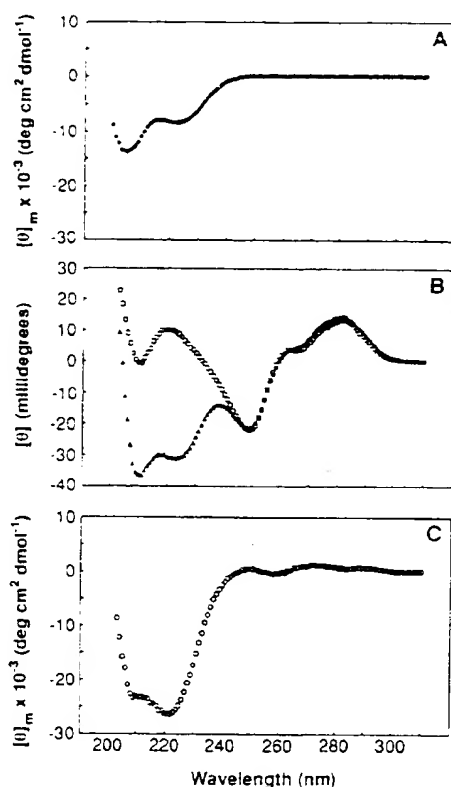 A
10
0
-10
-20
-30
[θ]m x 10-3 (deg cm2 dmol-1)
B
30
20
10
0
-10
-20
-30
-40
[θ] (millidegrees)
C
10
0
-10
-20
-30
[θ]m x 10-3 (deg cm2 dmol-1)
200 220 240 260 280 300
Wavelength (nm)